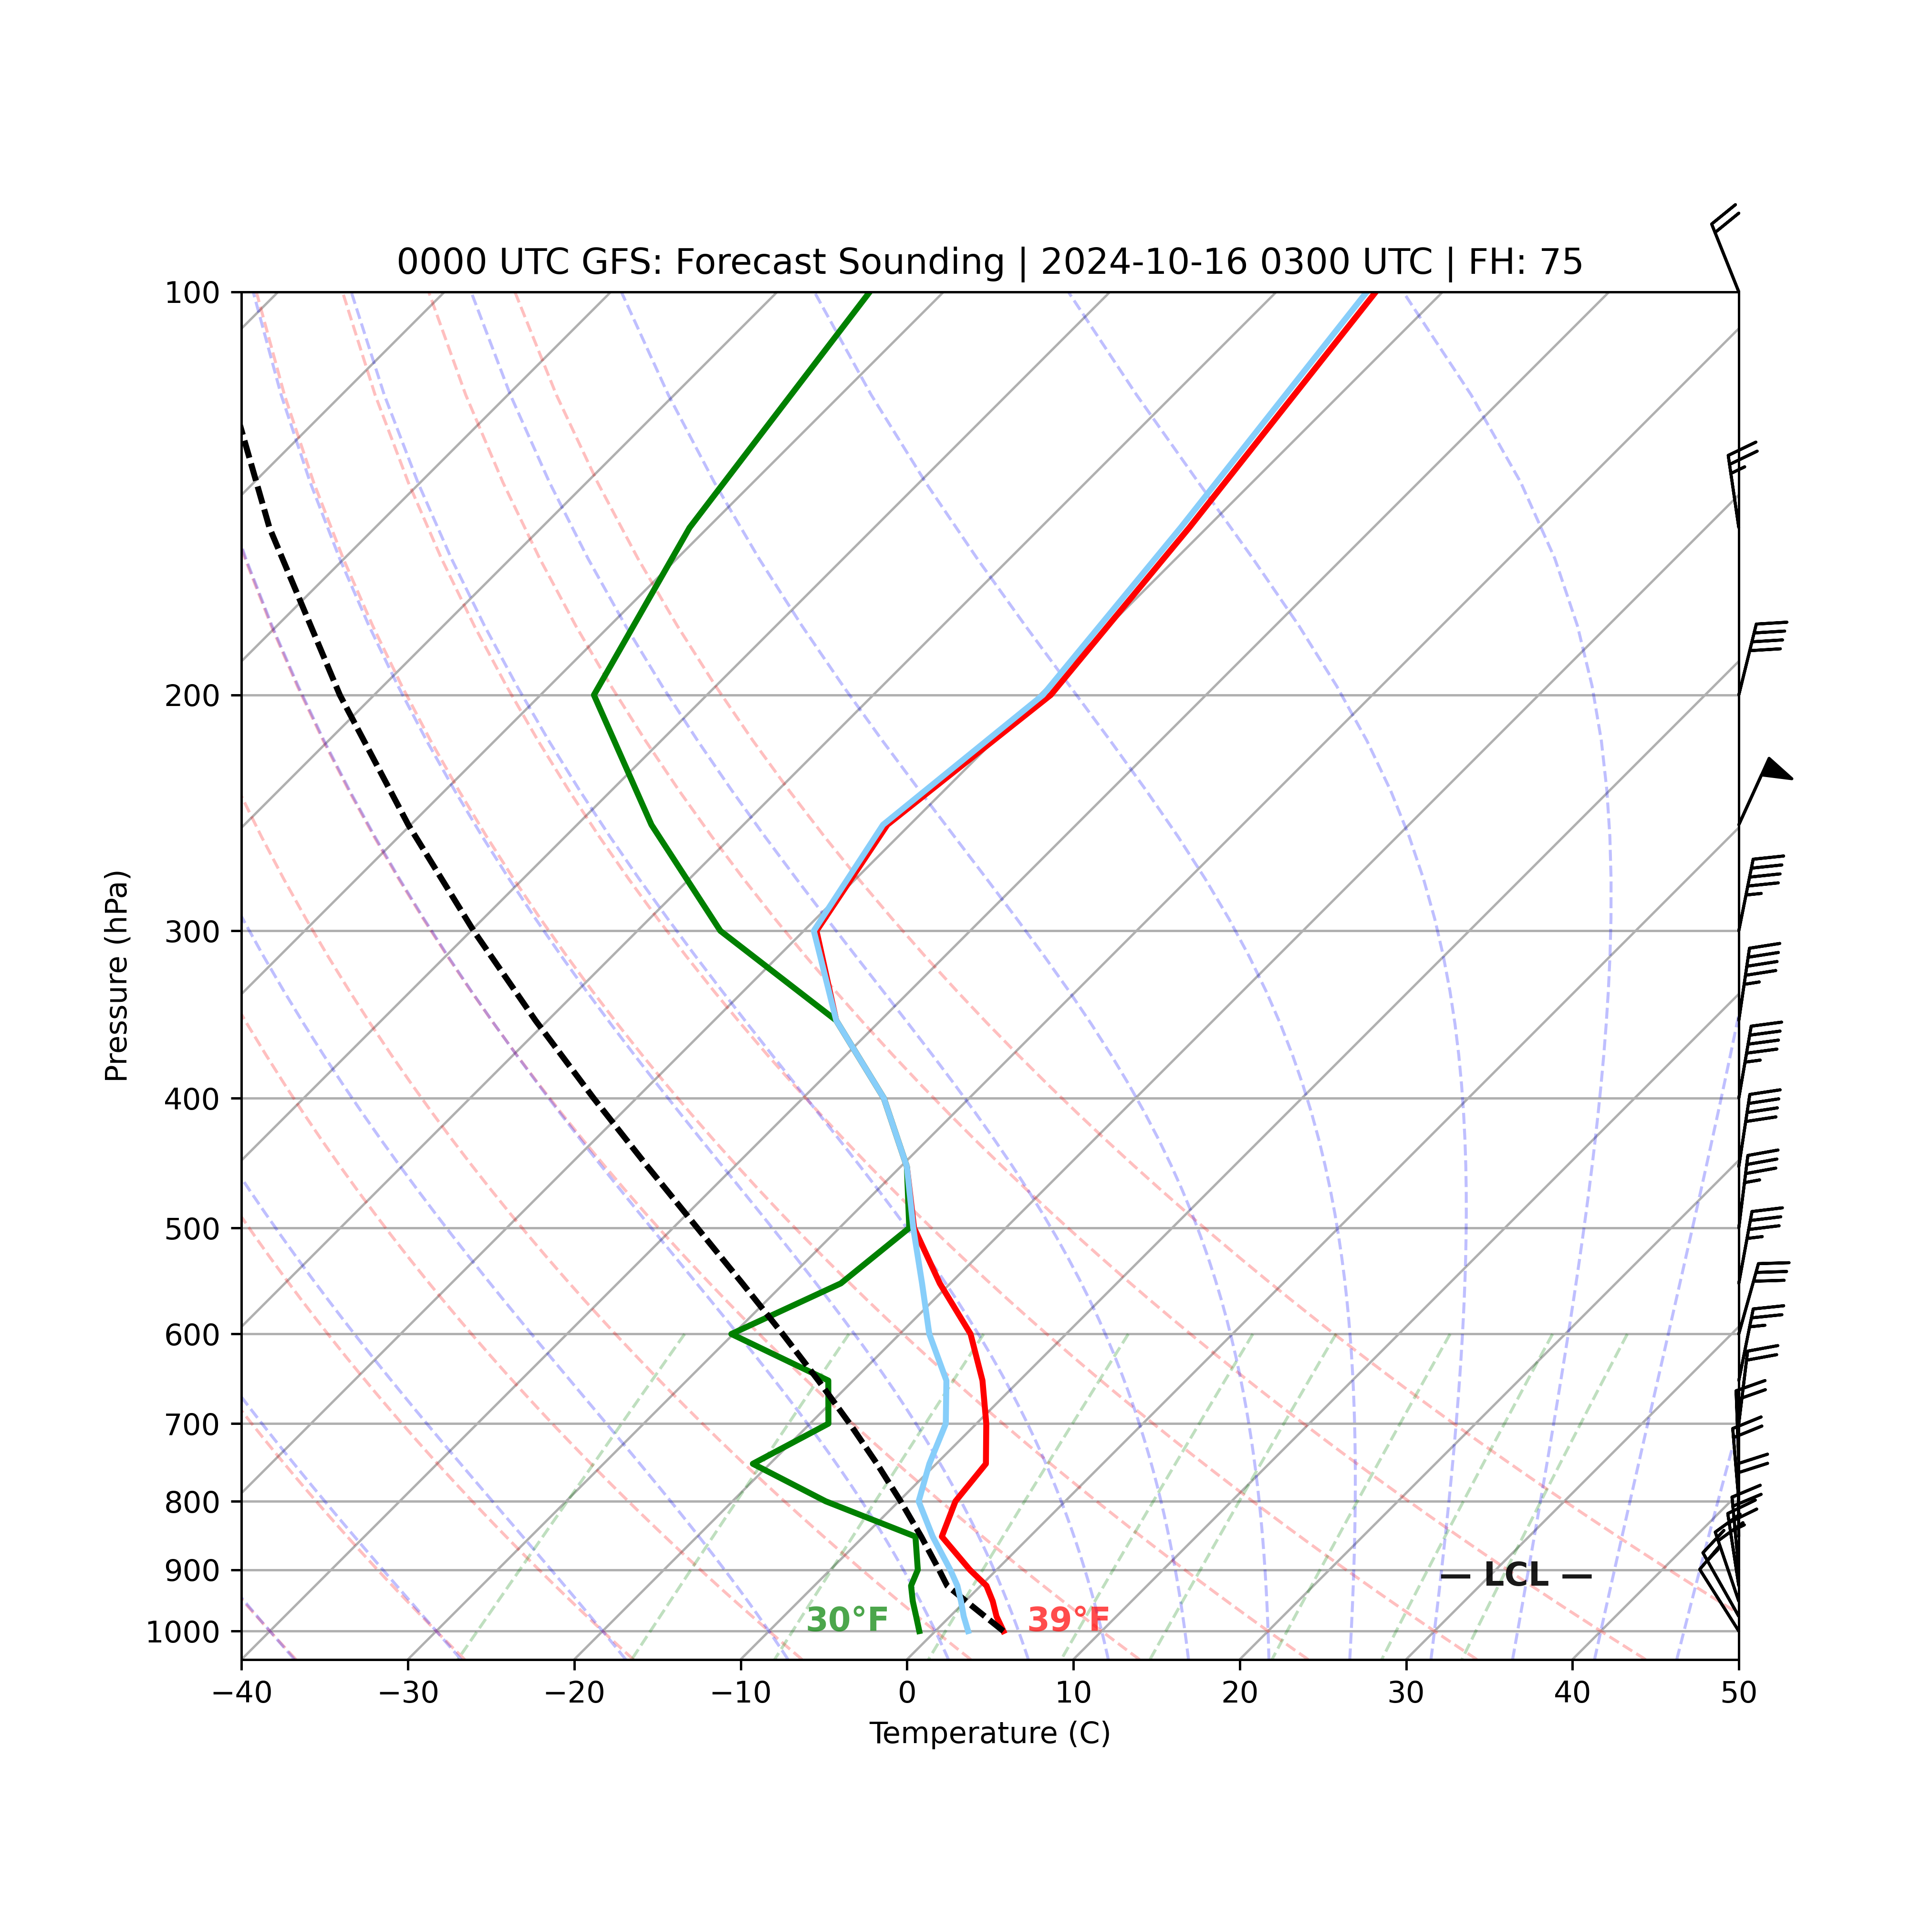 0000 UTC GFS: Forecast Sounding | 2024-10-16 0300 UTC | FH: 75
100
200
300
400
500
600
700
800
900
1000
Pressure (hPa)
— LCL —
30°F
39°F
−40 −30 −20 −10 0 10 20 30 40 50
Temperature (C)